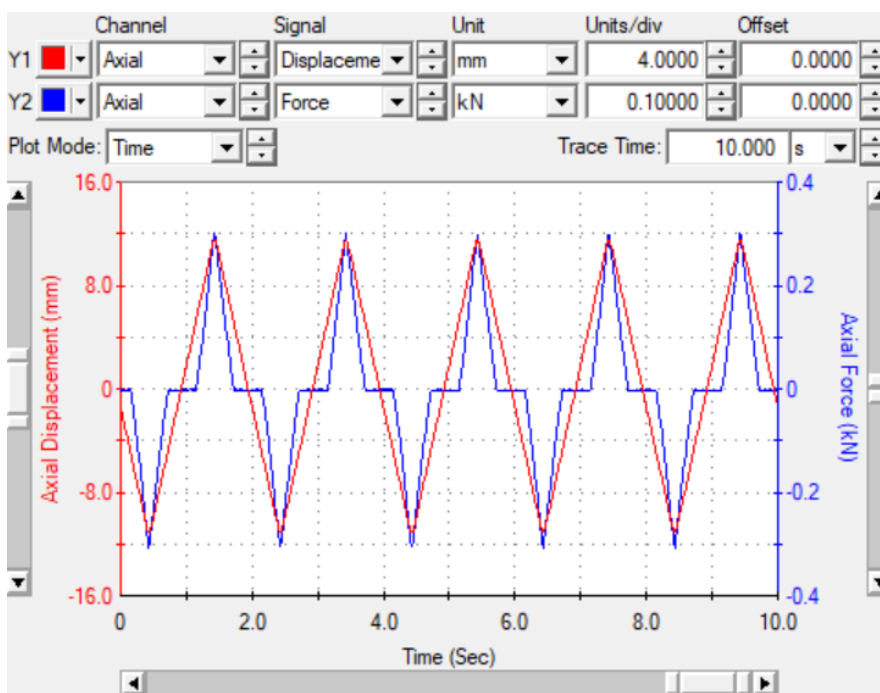 Channel Signal Unit Units/div Offset
Y1 Axial Displaceme mm 4.0000 0.0000
Y2 Axial Force kN 0.10000 0.0000
Plot Mode: Time Trace Time: 10.000 s
16.0 0.4
8.0 0.2
0 0
-8.0 -0.2
-16.0 -0.4
Axial Displacement (mm)
Axial Force (kN)
0 2.0 4.0 6.0 8.0 10.0
Time (Sec)